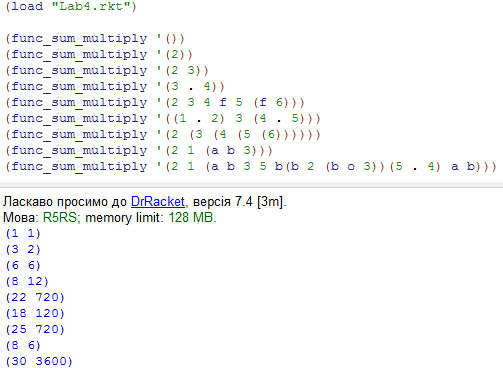 (load "Lab4.rkt")
(func_sum_multiply '())
(func_sum_multiply '(2))
(func_sum_multiply '(2 3))
(func_sum_multiply '(3 . 4))
(func_sum_multiply '(2 3 4 f 5 (f 6)))
(func_sum_multiply '((1 . 2) 3 (4 . 5)))
(func_sum_multiply '(2 (3 (4 (5 (6))))))
(func_sum_multiply '(2 1 (a b 3)))
(func_sum_multiply '(2 1 (a b 3 5 b(b 2 (b o 3))(5 . 4) a b)))
Ласкаво просимо до DrRacket, версія 7.4 [3m].
Мова: R5RS; memory limit: 128 MB.
(1 1)
(3 2)
(6 6)
(8 12)
(22 720)
(18 120)
(25 720)
(8 6)
(30 3600)